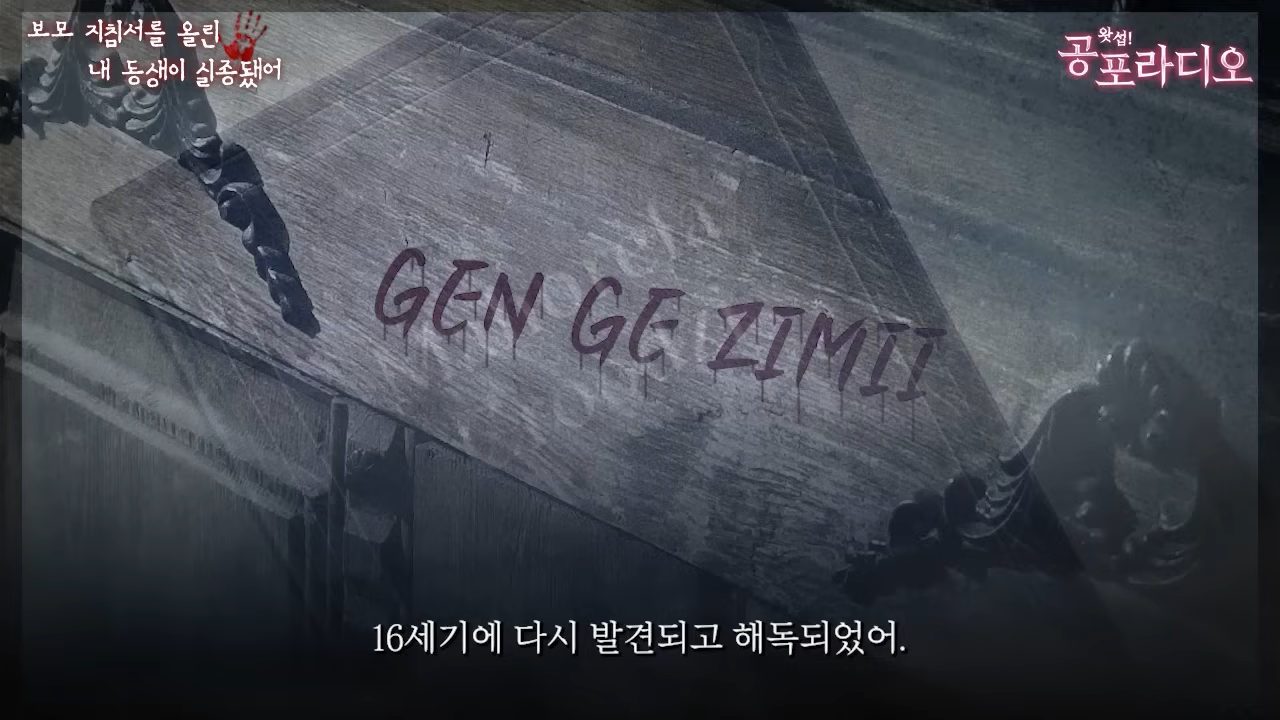 보모 지침서를 올린
내 동생이 실종됐어
왓섭!
공포라디오
GEN GE ZIMII
16세기에 다시 발견되고 해독되었어.